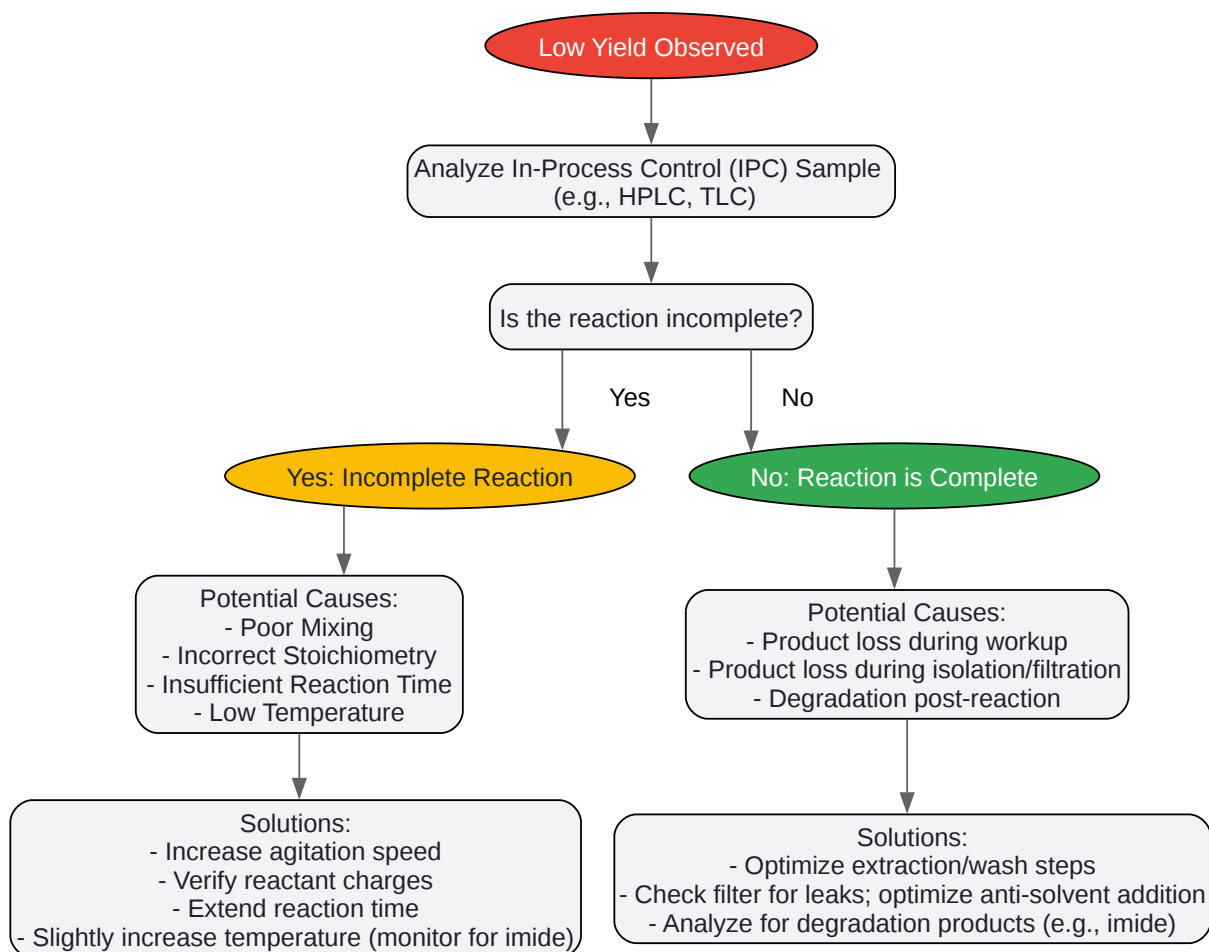 Low Yield Observed
Analyze In-Process Control (IPC) Sample
(e.g., HPLC, TLC)
Is the reaction incomplete?
Yes
No
Yes: Incomplete Reaction
No: Reaction is Complete
Potential Causes:
- Poor Mixing
- Incorrect Stoichiometry
- Insufficient Reaction Time
- Low Temperature
Potential Causes:
- Product loss during workup
- Product loss during isolation/filtration
- Degradation post-reaction
Solutions:
- Increase agitation speed
- Verify reactant charges
- Extend reaction time
- Slightly increase temperature (monitor for imide)
Solutions:
- Optimize extraction/wash steps
- Check filter for leaks; optimize anti-solvent addition
- Analyze for degradation products (e.g., imide)